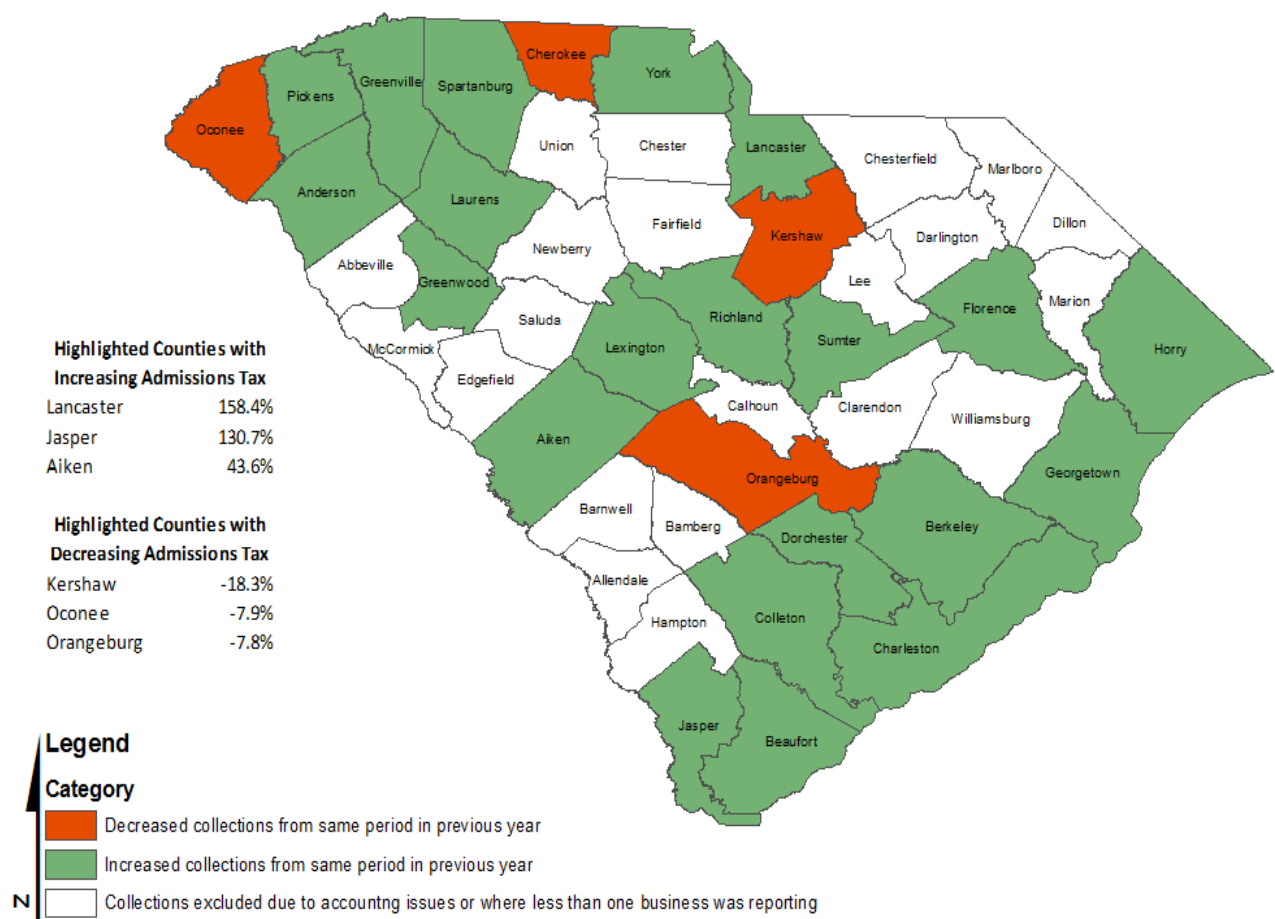 Cherokee
York
Greenville
Spartanburg
Pickens
Oconee
Union
Chester
Lancaster
Chesterfield
Marlboro
Anderson
Laurens
Fairfield
Kershaw
Darlington
Dillon
Newberry
Abbeville
Greenwood
Lee
Florence
Marion
Saluda
Richland
Sumter
Lexington
Horry
McCormick
Edgefield
Calhoun
Clarendon
Williamsburg
Aiken
Georgetown
Orangeburg
Barnwell
Bamberg
Berkeley
Dorchester
Allendale
Hampton
Colleton
Charleston
Jasper
Beaufort
Highlighted Counties with
Increasing Admissions Tax
Lancaster 158.4%
Jasper 130.7%
Aiken 43.6%
Highlighted Counties with
Decreasing Admissions Tax
Kershaw -18.3%
Oconee -7.9%
Orangeburg -7.8%
Legend
Category
Decreased collections from same period in previous year
Increased collections from same period in previous year
Collections excluded due to accountng issues or where less than one business was reporting
N